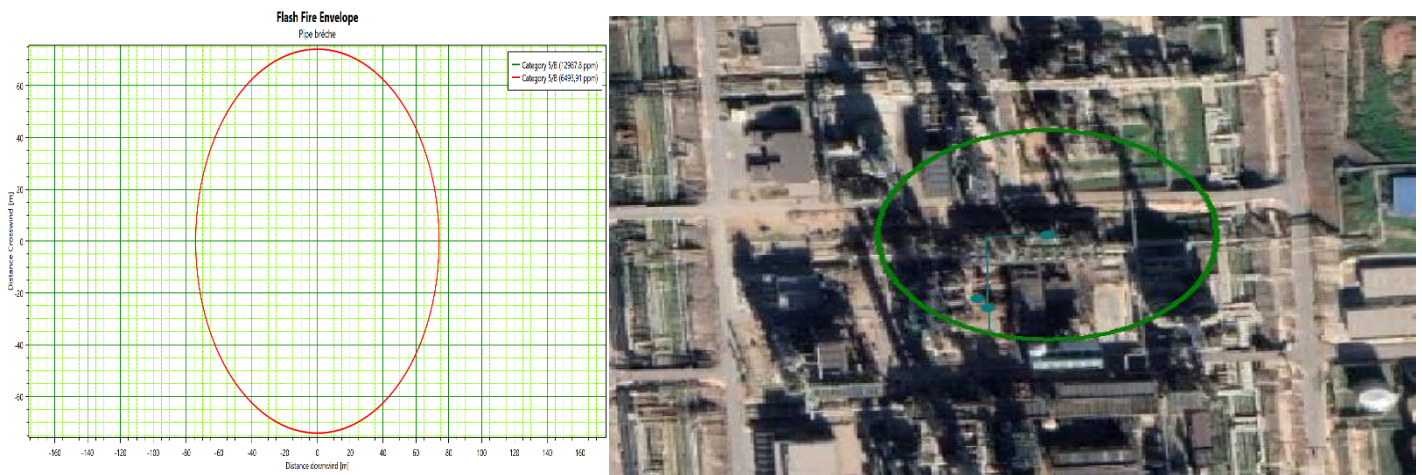 Flash Fire Envelope
Pipe brèche
Category 5/B (12987.8 ppm)
Category 5/B (6493,91 ppm)
Distance Crosswind [m]
60
40
20
0
-20
-40
-60
-160 -140 -120 -100 -80 -60 -40 -20 0 20 40 60 80 100 120 140 160
Distance downwind [m]